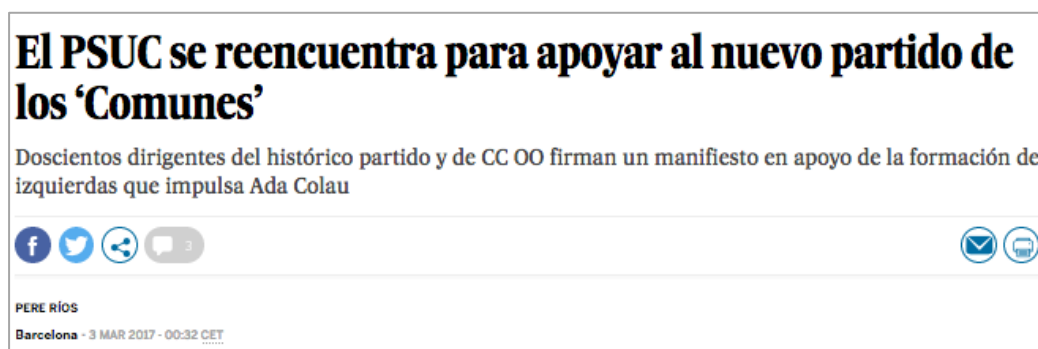 El PSUC se reencuentra para apoyar al nuevo partido de
los ‘Comunes’
Doscientos dirigentes del histórico partido y de CC OO firman un manifiesto en apoyo de la formación de
izquierdas que impulsa Ada Colau
f 3
PERE RÍOS
Barcelona - 3 MAR 2017 - 00:32 CET